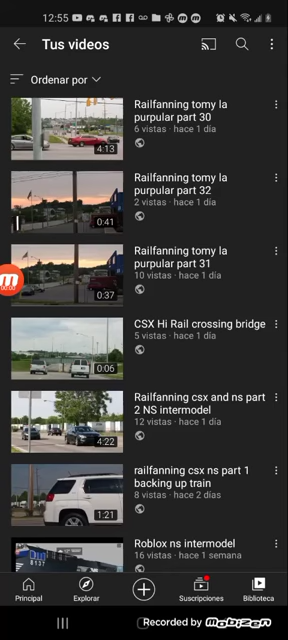 12:55
Tus videos
Ordenar por
Railfanning tomy la
purpular part 30
6 vistas · hace 1 día
4:13
Railfanning tomy la
purpular part 32
2 vistas · hace 1 día
0:41
Railfanning tomy la
purpular part 31
10 vistas · hace 1 día
0:37
00:00
CSX Hi Rail crossing bridge
5 vistas · hace 1 día
0:06
Railfanning csx and ns part
2 NS intermodel
12 vistas · hace 1 día
4:22
railfanning csx ns part 1
backing up train
8 vistas · hace 2 días
1:21
Roblox ns intermodel
16 vistas · hace 1 semana
Principal
Explorar
Suscripciones
Biblioteca
Recorded by mobizen